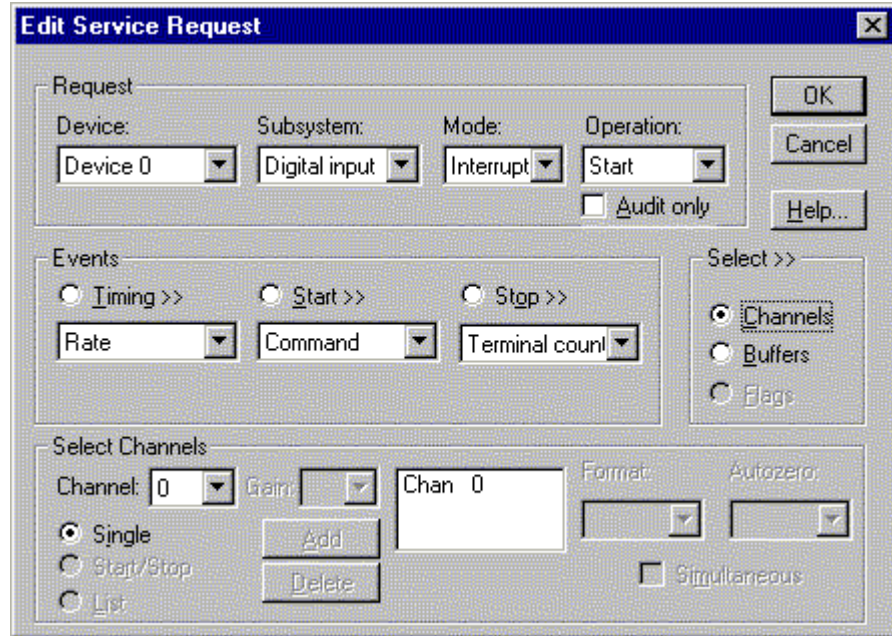 Edit Service Request
Request
OK
Device: Subsystem: Mode: Operation:
Device 0 Digital input Interrupt Start
Cancel
Audit only
Help...
Events
Select >>
Timing >> Start >> Stop >>
Channels
Rate Command Terminal count
Buffers
Flags
Select Channels
Channel: 0 Gain: Chan 0 Format: Autozero:
Single
Add
Start/Stop
Simultaneous
Delete
List